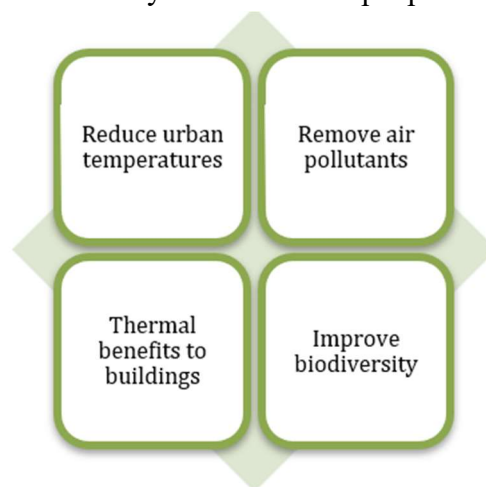 Reduce urban
temperatures
Remove air
pollutants
Thermal
benefits to
buildings
Improve
biodiversity